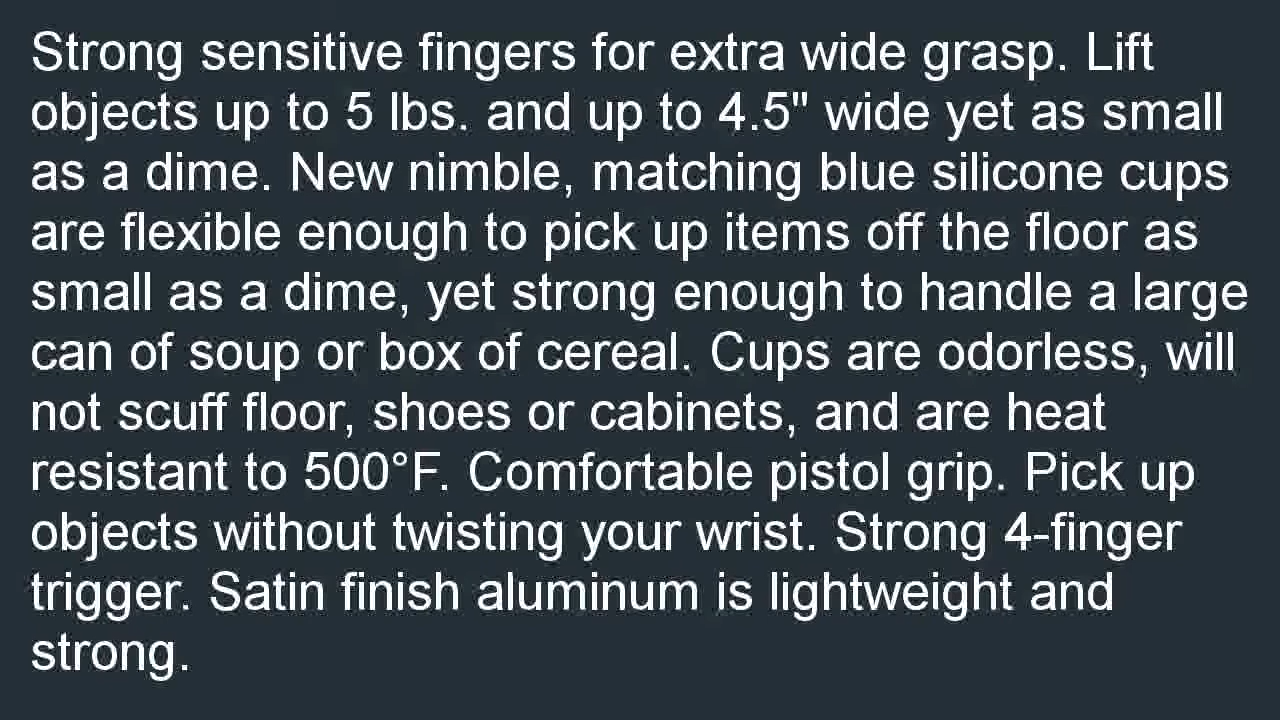 Strong sensitive fingers for extra wide grasp. Lift
objects up to 5 lbs. and up to 4.5" wide yet as small
as a dime. New nimble, matching blue silicone cups
are flexible enough to pick up items off the floor as
small as a dime, yet strong enough to handle a large
can of soup or box of cereal. Cups are odorless, will
not scuff floor, shoes or cabinets, and are heat
resistant to 500°F. Comfortable pistol grip. Pick up
objects without twisting your wrist. Strong 4-finger
trigger. Satin finish aluminum is lightweight and
strong.